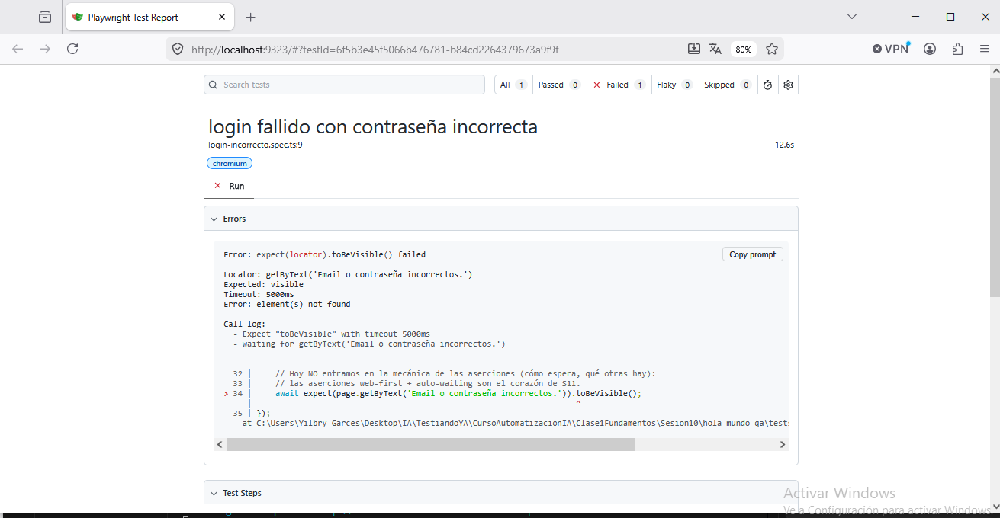 Playwright Test Report
http://localhost:9323/#?testId=6f5b3e45f5066b476781-b84cd2264379673a9f9f
80%
VPN
Search tests
All 1 Passed 0 Failed 1 Flaky 0 Skipped 0
login fallido con contraseña incorrecta
login-incorrecto.spec.ts:9
12.6s
chromium
Run
Errors
Copy prompt
Error: expect(locator).toBeVisible() failed
Locator: getByText('Email o contraseña incorrectos.')
Expected: visible
Timeout: 5000ms
Error: element(s) not found
Call log:
- Expect "toBeVisible" with timeout 5000ms
- waiting for getByText('Email o contraseña incorrectos.')
32 | // Hoy NO entramos en la mecánica de las aserciones (cómo espera, qué otras hay):
33 | // las aserciones web-first + auto-waiting son el corazón de S11.
> 34 | await expect(page.getByText('Email o contraseña incorrectos.')).toBeVisible();
| ^
35 | });
at C:\Users\Yilbry_Garces\Desktop\IA\TestiandoYA\CursoAutomatizacionIA\Clase1Fundamentos\Sesion10\hola-mundo-qa\test
Test Steps
Activar Windows
Ve a Configuración para activar Windows.